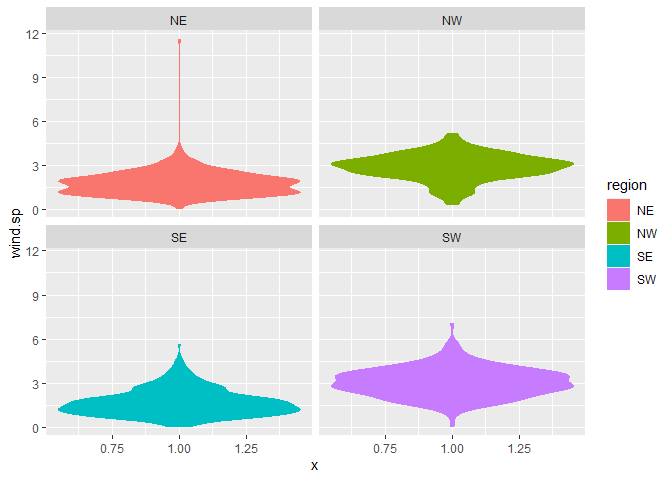 NE NW
12
9
6
3
0
region
NE
NW
SE
SW
wind.sp
SE SW
12
9
6
3
0
0.75 1.00 1.25 0.75 1.00 1.25
x